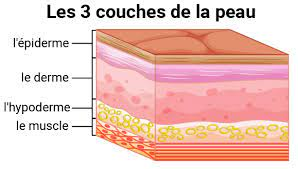 Les 3 couches de la peau
l'épiderme
le derme
l'hypoderme
le muscle